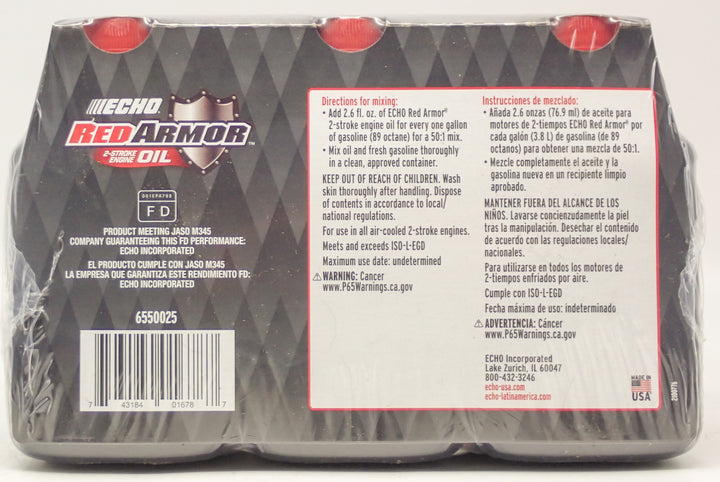 ECHO
RED ARMOR™
2-STROKE
ENGINE OIL
001EPA793
FD
PRODUCT MEETING JASO M345
COMPANY GUARANTEEING THIS FD PERFORMANCE:
ECHO INCORPORATED
EL PRODUCTO CUMPLE CON JASO M345
LA EMPRESA QUE GARANTIZA ESTE RENDIMIENTO FD:
ECHO INCORPORATED
6550025
7 43184 01678 7
Directions for mixing:
• Add 2.6 fl. oz. of ECHO Red Armor®
2-stroke engine oil for every one gallon
of gasoline (89 octane) for a 50:1 mix.
• Mix oil and fresh gasoline thoroughly
in a clean, approved container.
KEEP OUT OF REACH OF CHILDREN. Wash
skin thoroughly after handling. Dispose
of contents in accordance to local/
national regulations.
For use in all air-cooled 2-stroke engines.
Meets and exceeds ISO-L-EGD
Maximum use date: undetermined
⚠WARNING: Cancer
www.P65Warnings.ca.gov
Instrucciones de mezclado:
• Añada 2.6 onzas (76.9 ml) de aceite para
motores de 2-tiempos ECHO Red Armor® por
cada galón (3.8 L) de gasolina (de 89
octanos) para obtener una mezcla de 50:1.
• Mezcle completamente el aceite y la
gasolina nueva en un recipiente limpio
aprobado.
MANTENER FUERA DEL ALCANCE DE LOS
NIÑOS. Lavarse concienzudamente la piel
tras la manipulación. Desechar el contenido
de acuerdo con las regulaciones locales/
nacionales.
Para utilizarse en todos los motores de
2-tiempos enfriados por aire.
Cumple con ISO-L-EGD
Fecha máxima de uso: indeterminado
⚠ADVERTENCIA: Cáncer
www.P65Warnings.ca.gov
ECHO Incorporated
Lake Zurich, IL 60047
800-432-3246
echo-usa.com
echo-latinamerica.com
MADE IN
USA